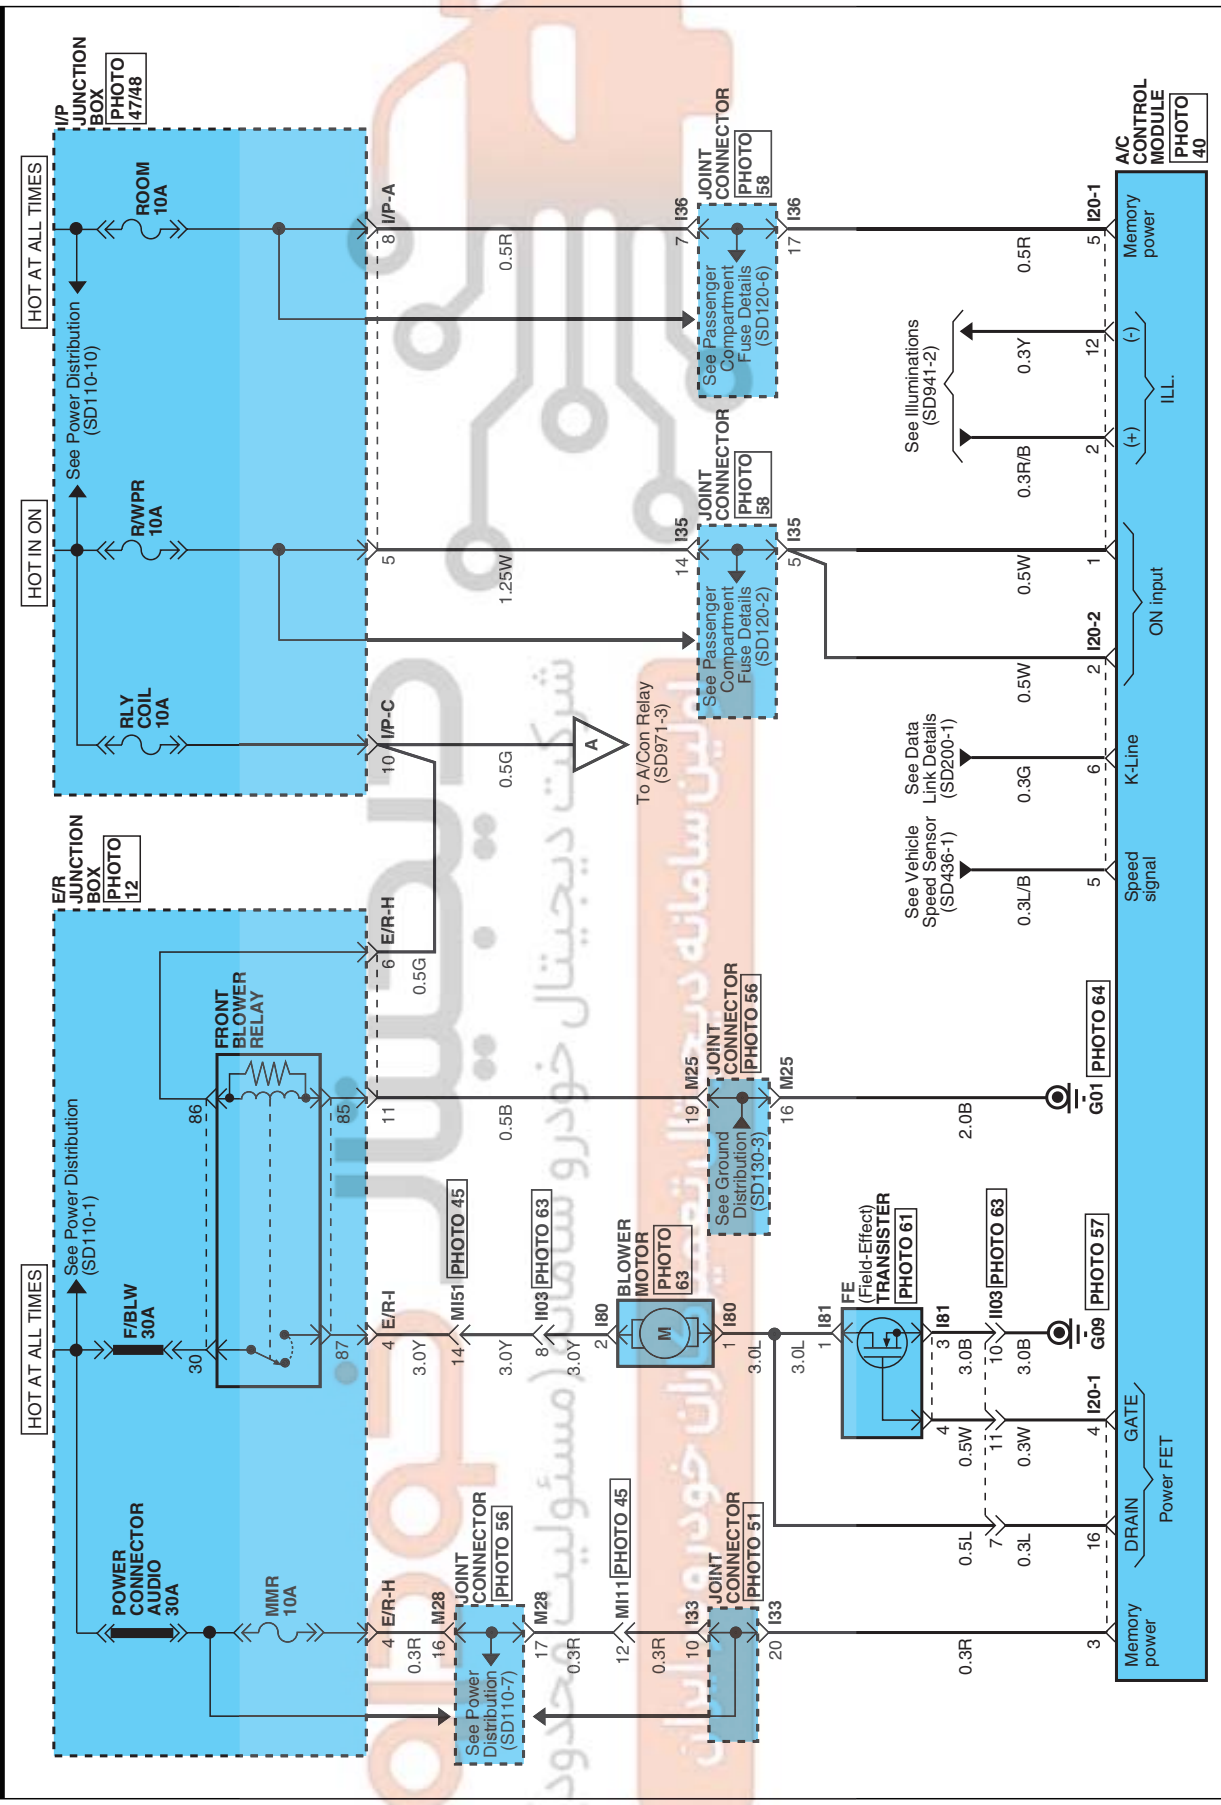 HOT AT ALL TIMES
HOT IN ON
HOT AT ALL TIMES
E/R
JUNCTION
BOX
PHOTO
12
I/P
JUNCTION
BOX
PHOTO
47/48
See Power Distribution
(SD110-1)
See Power Distribution
(SD110-10)
POWER
CONNECTOR
AUDIO
30A
F/BLW
30A
RLY
COIL
10A
R/WPR
10A
ROOM
10A
MMR
10A
FRONT
BLOWER
RELAY
30
86
87
85
4 E/R-H
4 E/R-I
11
6 E/R-H
10 I/P-C
5
8 I/P-A
0.3R
3.0Y
0.5G
0.5B
0.5G
1.25W
0.5R
16 M28
JOINT
CONNECTOR
PHOTO 56
See Power
Distribution
(SD110-7)
17 M28
0.3R
12 MI11 PHOTO 45
0.3R
10 I33
JOINT
CONNECTOR
PHOTO 51
20 I33
0.3R
14 MI51 PHOTO 45
3.0Y
8 II03 PHOTO 63
3.0Y
2 I80
BLOWER
MOTOR
PHOTO
63
M
1 I80
3.0L
3.0L
1 I81
FE
(Field-Effect)
TRANSISTER
PHOTO 61
4
3 I81
0.5L
0.5W
3.0B
7
11
10 II03 PHOTO 63
0.3L
0.3W
3.0B
G09 PHOTO 57
19 M25
JOINT
CONNECTOR
PHOTO 56
See Ground
Distribution
(SD130-3)
16 M25
2.0B
G01 PHOTO 64
A
To A/Con Relay
(SD971-3)
14 I35
JOINT
CONNECTOR
PHOTO
58
See Passenger
Compartment
Fuse Details
(SD120-2)
5 I35
0.5W
0.5W
7 I36
JOINT
CONNECTOR
PHOTO
58
See Passenger
Compartment
Fuse Details
(SD120-6)
17 I36
0.5R
See Vehicle
Speed Sensor
(SD436-1)
0.3L/B
See Data
Link Details
(SD200-1)
0.3G
See Illuminations
(SD941-2)
0.3R/B
0.3Y
3
16
4 I20-1
5
6
2 I20-2
1
2
12
5 I20-1
Memory
power
DRAIN
GATE
Power FET
Speed
signal
K-Line
ON input
(+)
(-)
ILL.
Memory
power
A/C
CONTROL
MODULE
PHOTO
40
شرکت دیجیتال خودرو سامانه (مسئولیت محدود)